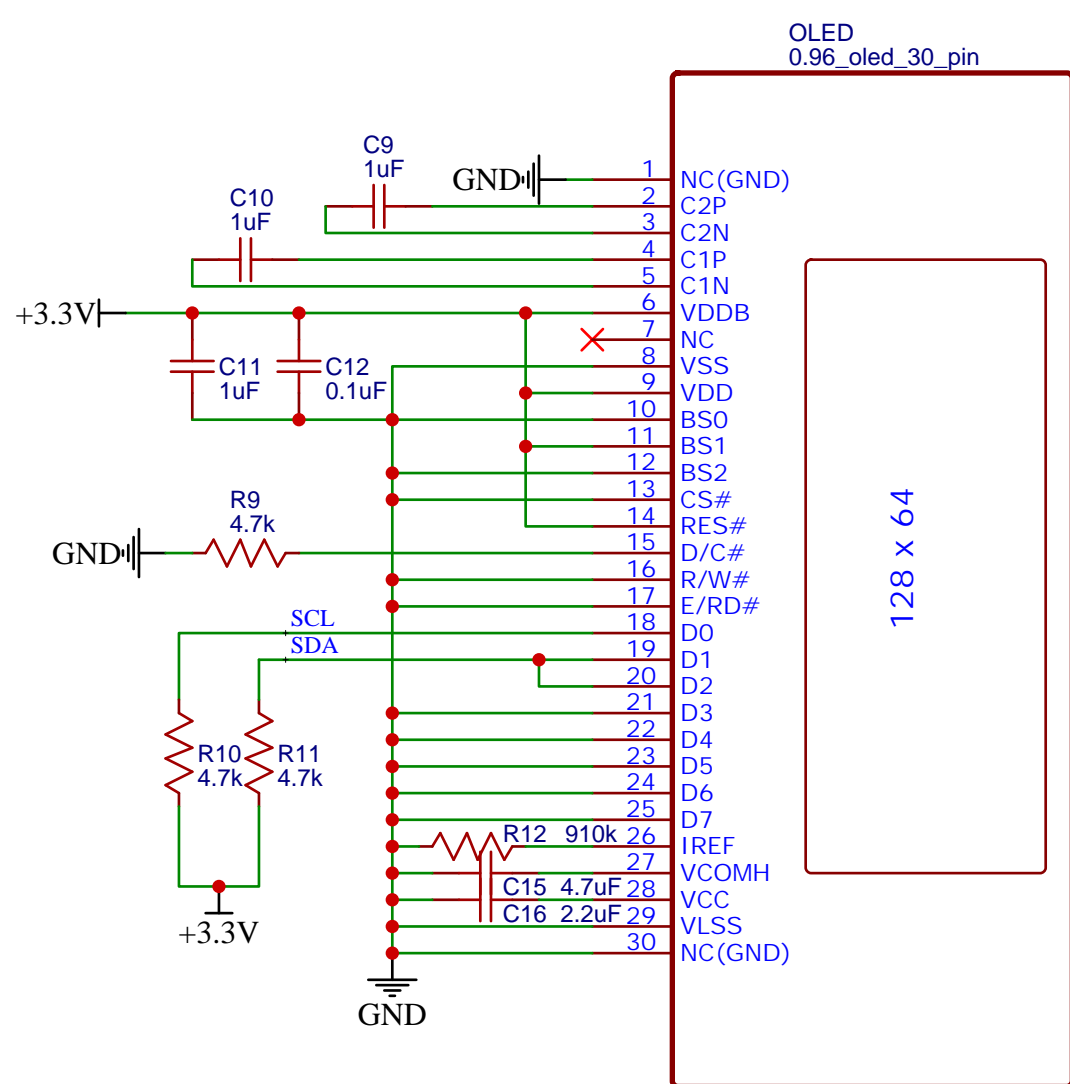 OLED
0.96_oled_30_pin
C9
1uF
GND
1
NC(GND)
2
C2P
C10
1uF
3
C2N
4
C1P
5
C1N
+3.3V
6
VDDB
7
NC
C11
1uF
C12
0.1uF
8
VSS
9
VDD
10
BS0
11
BS1
12
BS2
13
CS#
R9
4.7k
14
RES#
GND
15
D/C#
16
R/W#
17
E/RD#
128 x 64
SCL
18
D0
SDA
19
D1
20
D2
21
D3
22
D4
R10
4.7k
R11
4.7k
23
D5
24
D6
25
D7
R12 910k
26
IREF
27
VCOMH
C15 4.7uF
28
VCC
C16 2.2uF
29
VLSS
+3.3V
30
NC(GND)
GND